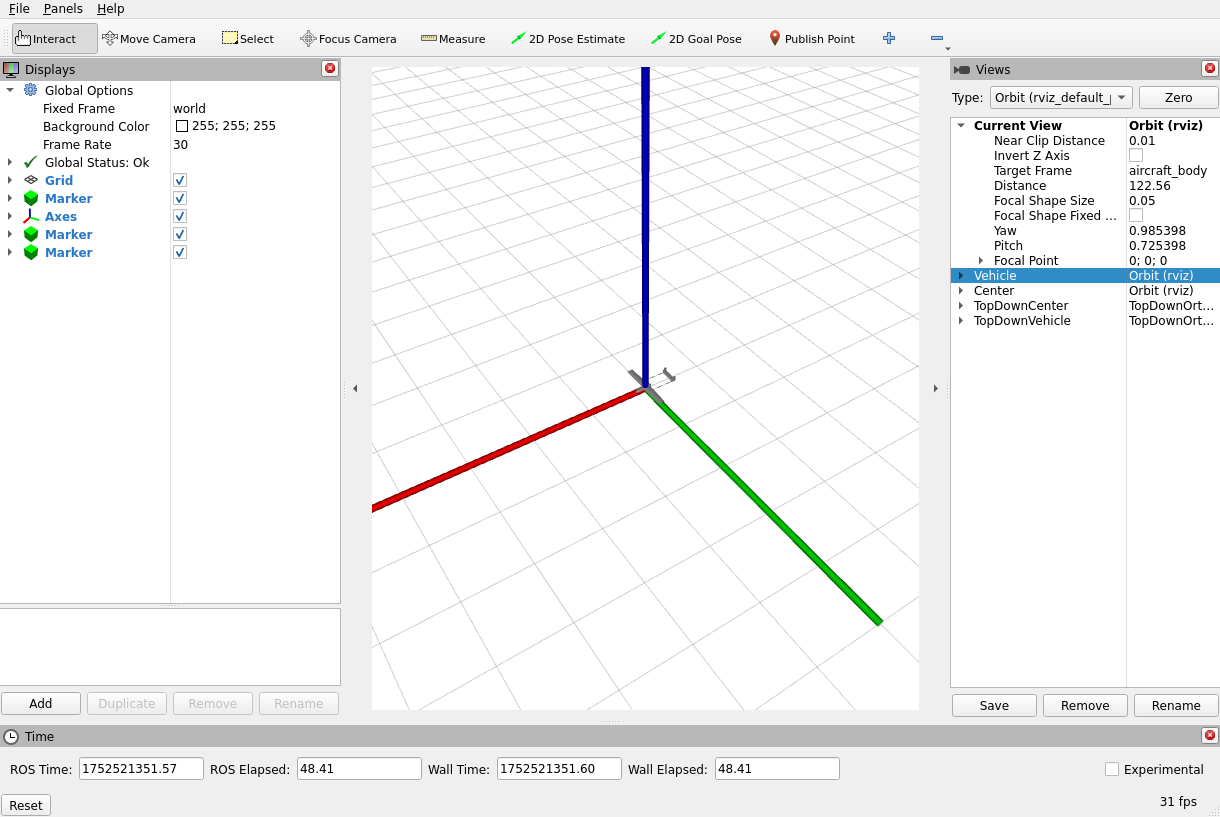 File Panels Help
Interact Move Camera Select Focus Camera Measure 2D Pose Estimate 2D Goal Pose Publish Point
Displays
Global Options
Fixed Frame world
Background Color 255; 255; 255
Frame Rate 30
Global Status: Ok
Grid
Marker
Axes
Marker
Marker
Add Duplicate Remove Rename
Views
Type: Orbit (rviz_default_ Zero
Current View Orbit (rviz)
Near Clip Distance 0.01
Invert Z Axis
Target Frame aircraft_body
Distance 122.56
Focal Shape Size 0.05
Focal Shape Fixed ...
Yaw 0.985398
Pitch 0.725398
Focal Point 0; 0; 0
Vehicle Orbit (rviz)
Center Orbit (rviz)
TopDownCenter TopDownOrt...
TopDownVehicle TopDownOrt...
Save Remove Rename
Time
ROS Time: 1752521351.57 ROS Elapsed: 48.41 Wall Time: 1752521351.60 Wall Elapsed: 48.41 Experimental
Reset 31 fps